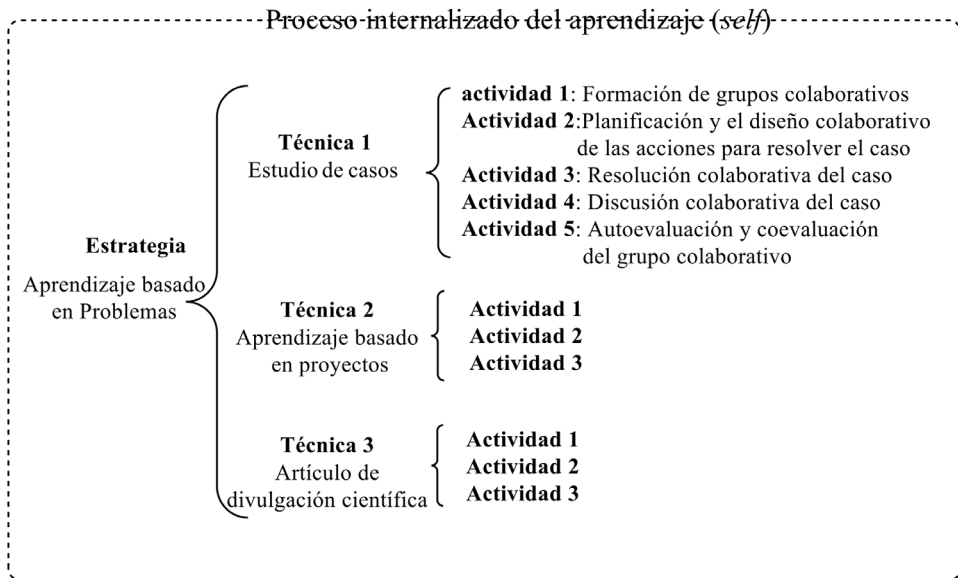 Proceso internalizado del aprendizaje (self)
Estrategia
Aprendizaje basado
en Problemas
Técnica 1
Estudio de casos
actividad 1: Formación de grupos colaborativos
Actividad 2:Planificación y el diseño colaborativo
de las acciones para resolver el caso
Actividad 3: Resolución colaborativa del caso
Actividad 4: Discusión colaborativa del caso
Actividad 5: Autoevaluación y coevaluación
del grupo colaborativo
Técnica 2
Aprendizaje basado
en proyectos
Actividad 1
Actividad 2
Actividad 3
Técnica 3
Artículo de
divulgación científica
Actividad 1
Actividad 2
Actividad 3